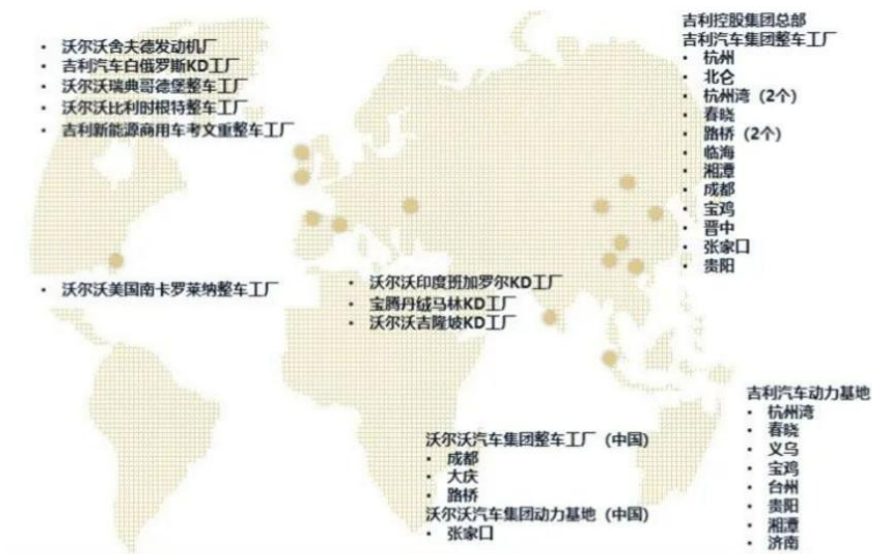 • 沃尔沃舍夫德发动机厂
• 吉利汽车白俄罗斯KD工厂
• 沃尔沃瑞典哥德堡整车工厂
• 沃尔沃比利时根特整车工厂
• 吉利新能源商用车考文垂整车工厂
• 沃尔沃美国南卡罗莱纳整车工厂
• 沃尔沃印度班加罗尔KD工厂
• 宝腾丹绒马林KD工厂
• 沃尔沃吉隆坡KD工厂
吉利控股集团总部
吉利汽车集团整车工厂
• 杭州
• 北仑
• 杭州湾（2个）
• 春晓
• 路桥（2个）
• 临海
• 湘潭
• 成都
• 宝鸡
• 晋中
• 张家口
• 贵阳
沃尔沃汽车集团整车工厂（中国）
• 成都
• 大庆
• 路桥
沃尔沃汽车集团动力基地（中国）
• 张家口
吉利汽车动力基地
• 杭州湾
• 春晓
• 义乌
• 宝鸡
• 台州
• 贵阳
• 湘潭
• 济南